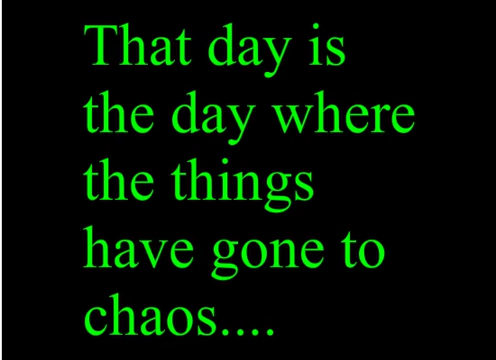 That day is
the day where
the things
have gone to
chaos....